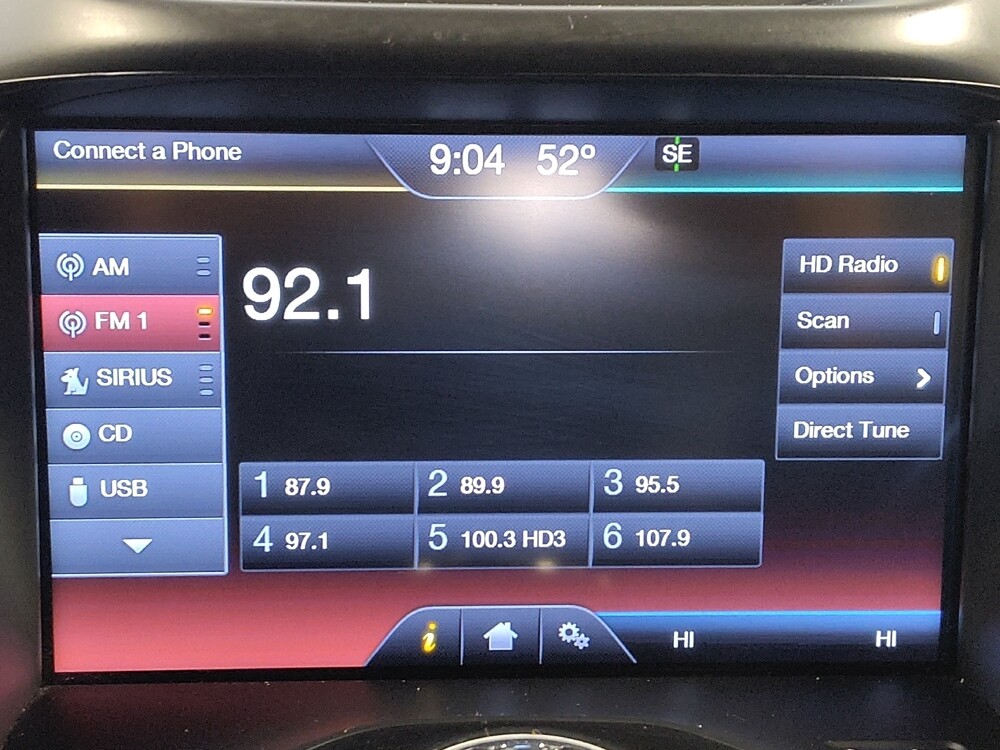 Connect a Phone
9:04 52° SE
AM
FM 1
SIRIUS
CD
USB
92.1
HD Radio
Scan
Options
Direct Tune
1 87.9 2 89.9 3 95.5
4 97.1 5 100.3 HD3 6 107.9
i HI HI